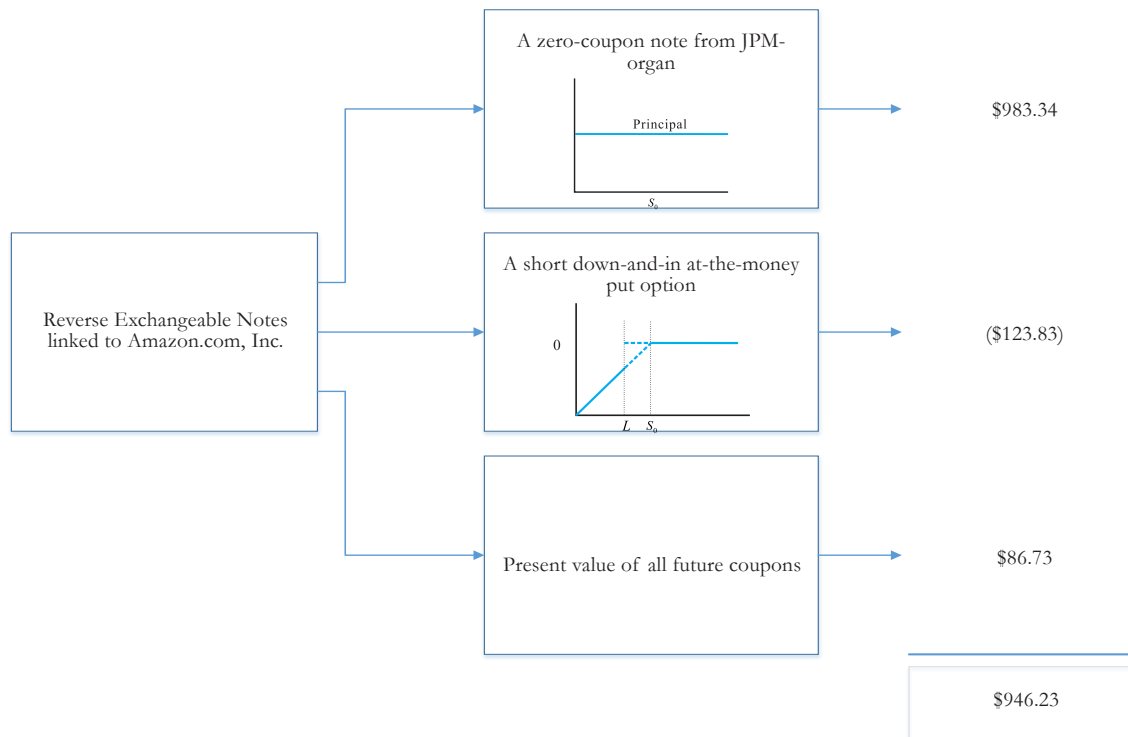 A zero-coupon note from JPM-
organ
Principal
S₀
$983.34
Reverse Exchangeable Notes
linked to Amazon.com, Inc.
A short down-and-in at-the-money
put option
0
L S₀
($123.83)
Present value of all future coupons
$86.73
$946.23